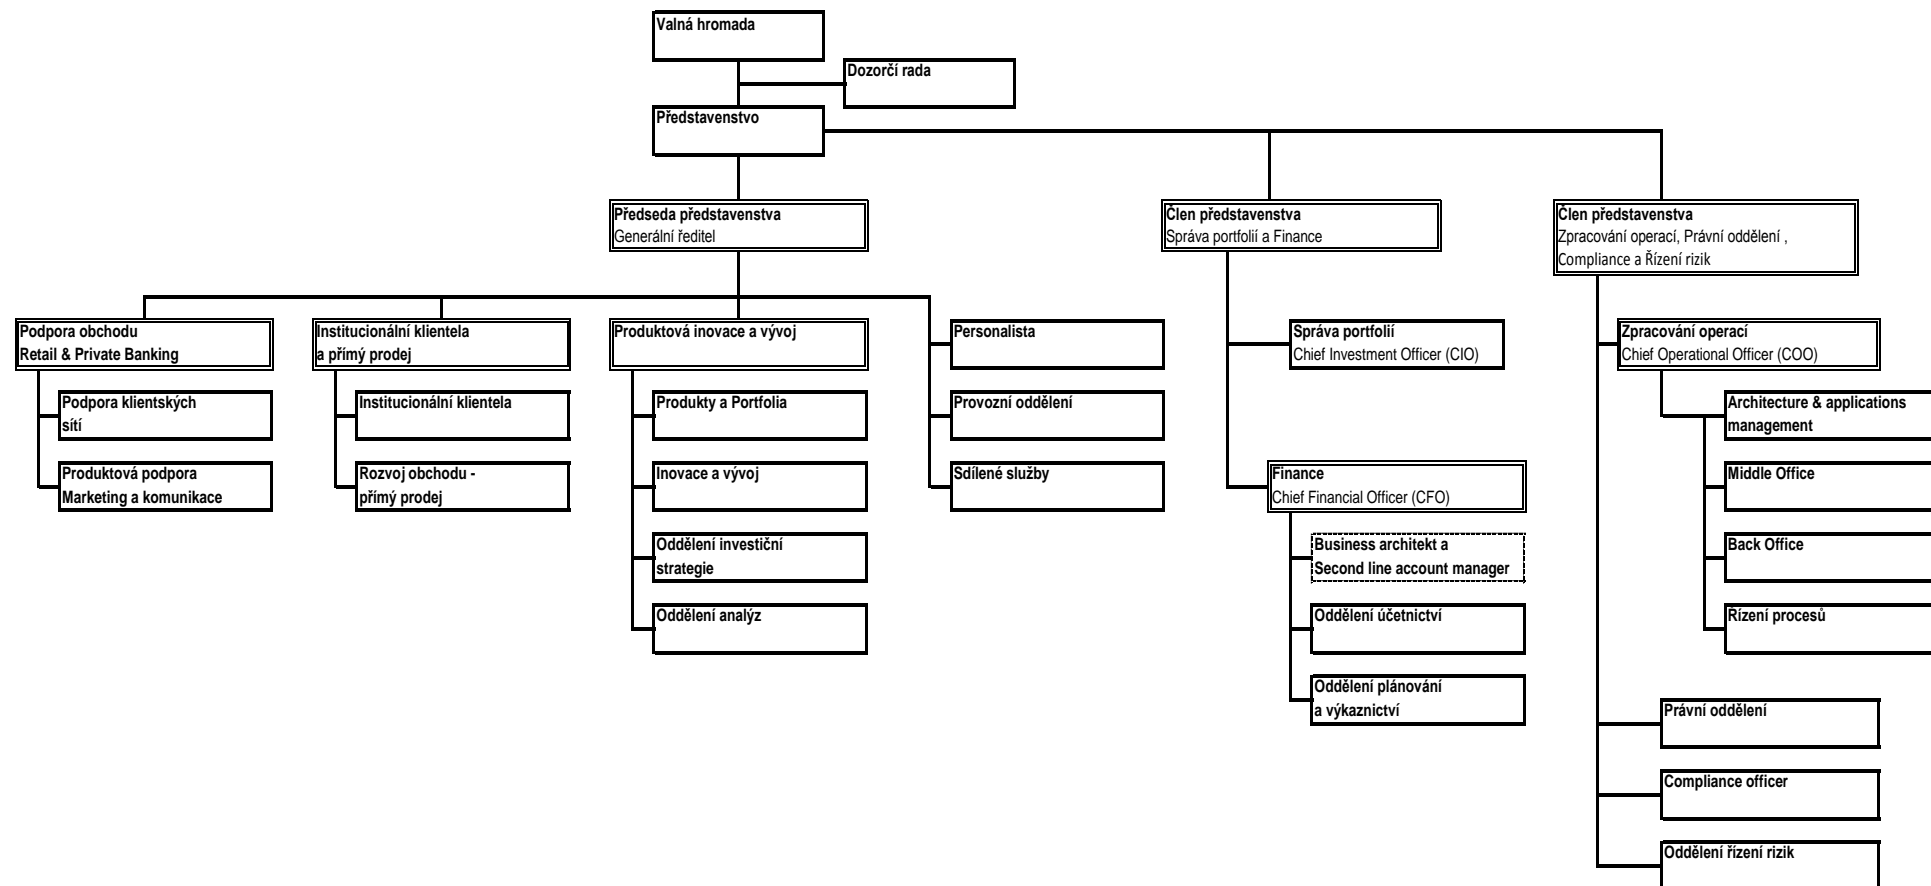 Valná hromada
Dozorčí rada
Představenstvo
Předseda představenstva
Generální ředitel
Člen představenstva
Správa portfolií a Finance
Člen představenstva
Zpracování operací, Právní oddělení ,
Compliance a Řízení rizik
Podpora obchodu
Retail & Private Banking
Institucionální klientela
a přímý prodej
Produktová inovace a vývoj
Personalista
Správa portfolií
Chief Investment Officer (CIO)
Zpracování operací
Chief Operational Officer (COO)
Podpora klientských
sítí
Institucionální klientela
Produkty a Portfolia
Provozní oddělení
Architecture & applications
management
Produktová podpora
Marketing a komunikace
Rozvoj obchodu -
přímý prodej
Inovace a vývoj
Sdílené služby
Finance
Chief Financial Officer (CFO)
Middle Office
Oddělení investiční
strategie
Business architekt a
Second line account manager
Back Office
Oddělení analýz
Oddělení účetnictví
Řízení procesů
Oddělení plánování
a výkaznictví
Právní oddělení
Compliance officer
Oddělení řízení rizik